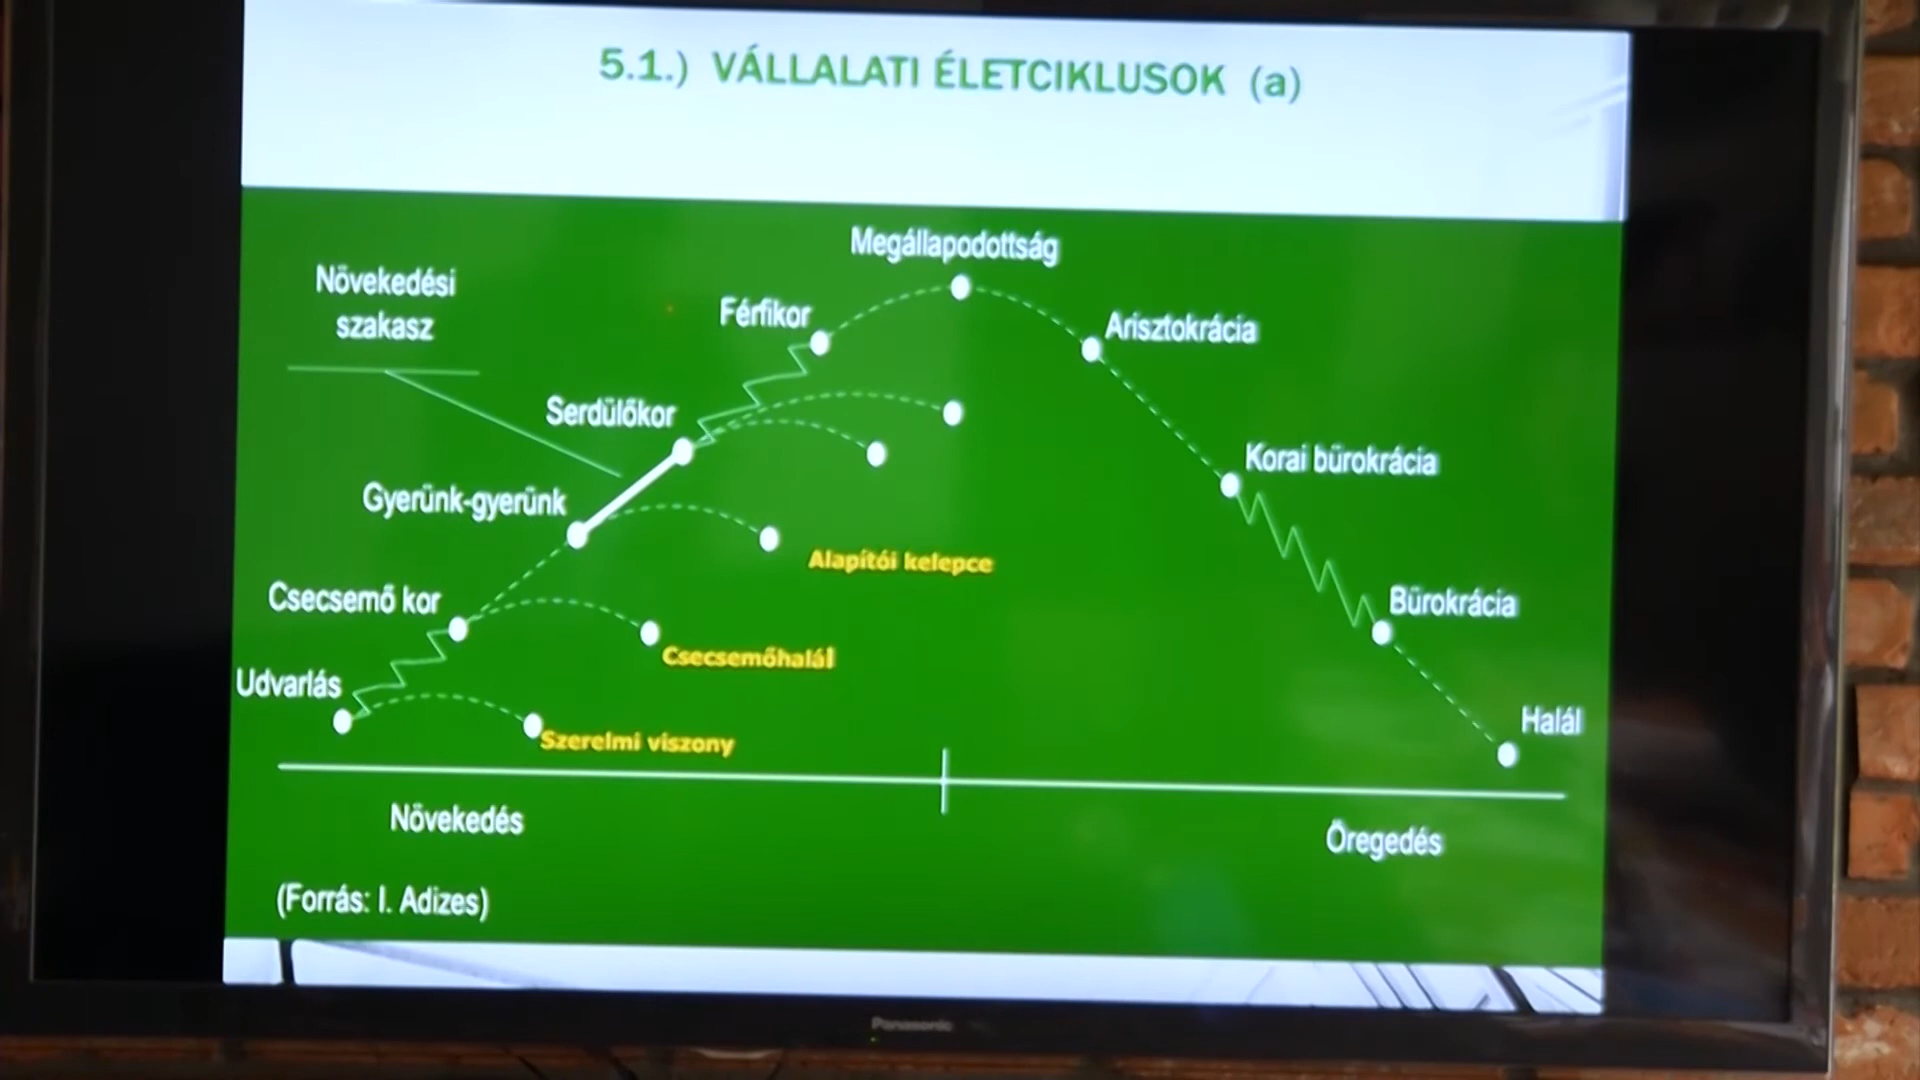 5.1.) VÁLLALATI ÉLETCIKLUSOK (a)
Megállapodottság
Növekedési
szakasz
Férfikor
Arisztokrácia
Serdülőkor
Korai bürokrácia
Gyerünk-gyerünk
Alapítói kelepce
Csecsemő kor
Bürokrácia
Csecsemőhalál
Udvarlás
Halál
Szerelmi viszony
Növekedés
Öregedés
(Forrás: I. Adizes)
Panasonic